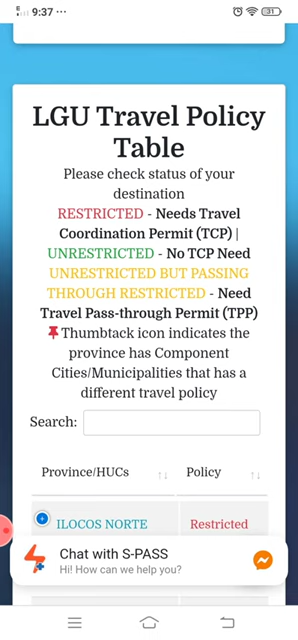 E
9:37 ···
31
LGU Travel Policy
Table
Please check status of your
destination
RESTRICTED - Needs Travel
Coordination Permit (TCP) |
UNRESTRICTED - No TCP Need
UNRESTRICTED BUT PASSING
THROUGH RESTRICTED - Need
Travel Pass-through Permit (TPP)
Thumbtack icon indicates the
province has Component
Cities/Municipalities that has a
different travel policy
Search:
Province/HUCs Policy
ILOCOS NORTE Restricted
Chat with S-PASS
Hi! How can we help you?